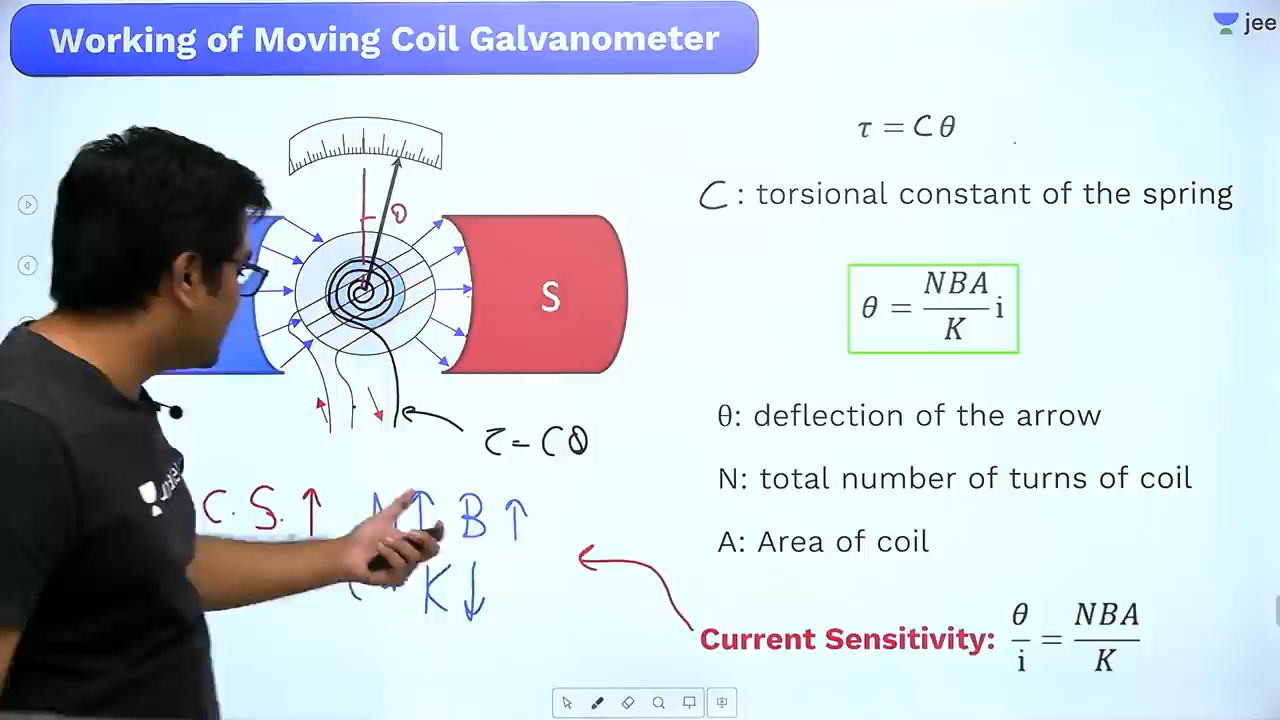 Working of Moving Coil Galvanometer
jee
τ = Cθ
C: torsional constant of the spring
θ
S
θ = NBA/K i
τ = Cθ
θ: deflection of the arrow
N: total number of turns of coil
A: Area of coil
C.S. ↑ N↑ B↑
K↓
Current Sensitivity: θ/i = NBA/K